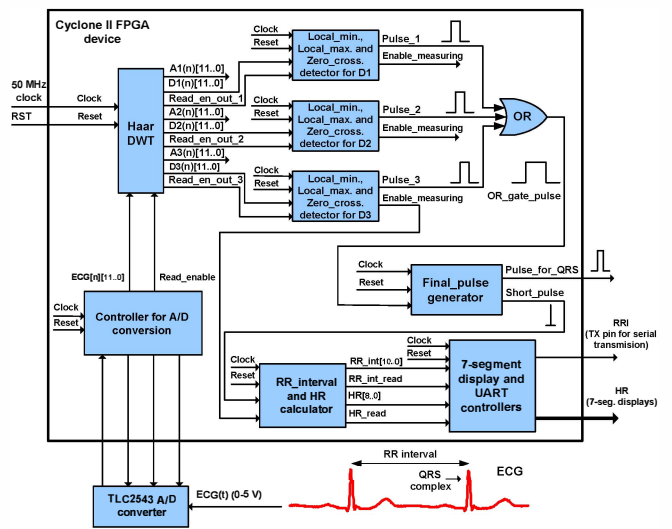 Cyclone II FPGA
device
50 MHz
clock
Clock
RST
Reset
Haar
DWT
A1(n)[11..0]
D1(n)[11..0]
Read_en_out_1
A2(n)[11..0]
D2(n)[11..0]
Read_en_out_2
A3(n)[11..0]
D3(n)[11..0]
Read_en_out_3
Clock
Reset
Local_min.,
Local_max. and
Zero_cross.
detector for D1
Pulse_1
Enable_measuring
Clock
Reset
Local_min.,
Local_max. and
Zero_cross.
detector for D2
Pulse_2
Enable_measuring
Clock
Reset
Local_min.,
Local_max. and
Zero_cross.
detector for D3
Pulse_3
Enable_measuring
OR
OR_gate_pulse
ECG[n][11..0]
Read_enable
Clock
Reset
Controller for A/D
conversion
Clock
Reset
Final_pulse
generator
Pulse_for_QRS
Short_pulse
Clock
Reset
RR_interval
and HR
calculator
RR_int[10..0]
RR_int_read
HR[8..0]
HR_read
Clock
Reset
7-segment
display and
UART
controllers
RRI
(TX pin for serial
transmision)
HR
(7-seg. displays)
TLC2543 A/D
converter
ECG(t) (0-5 V)
RR interval
QRS
complex
ECG